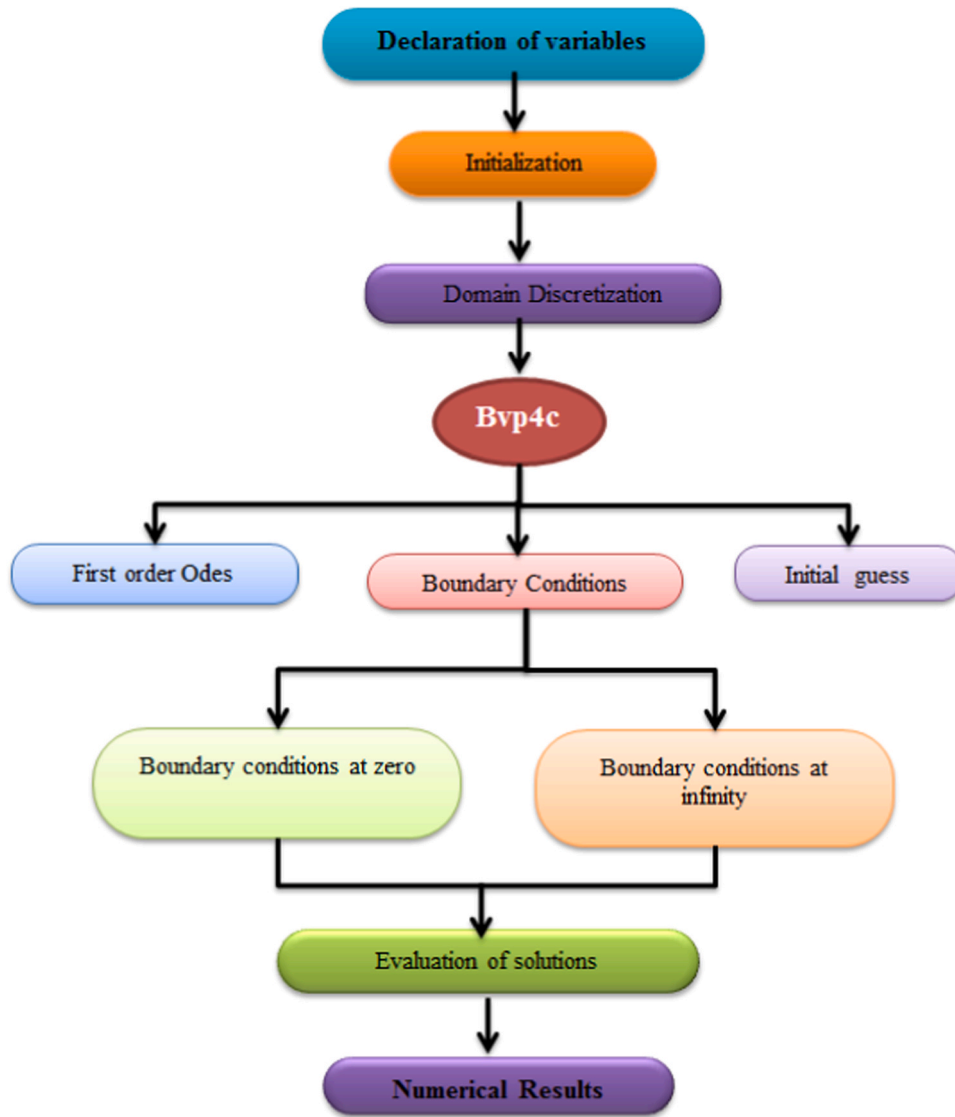 Declaration of variables
Initialization
Domain Discretization
Bvp4c
First order Odes
Boundary Conditions
Initial guess
Boundary conditions at zero
Boundary conditions at
infinity
Evaluation of solutions
Numerical Results